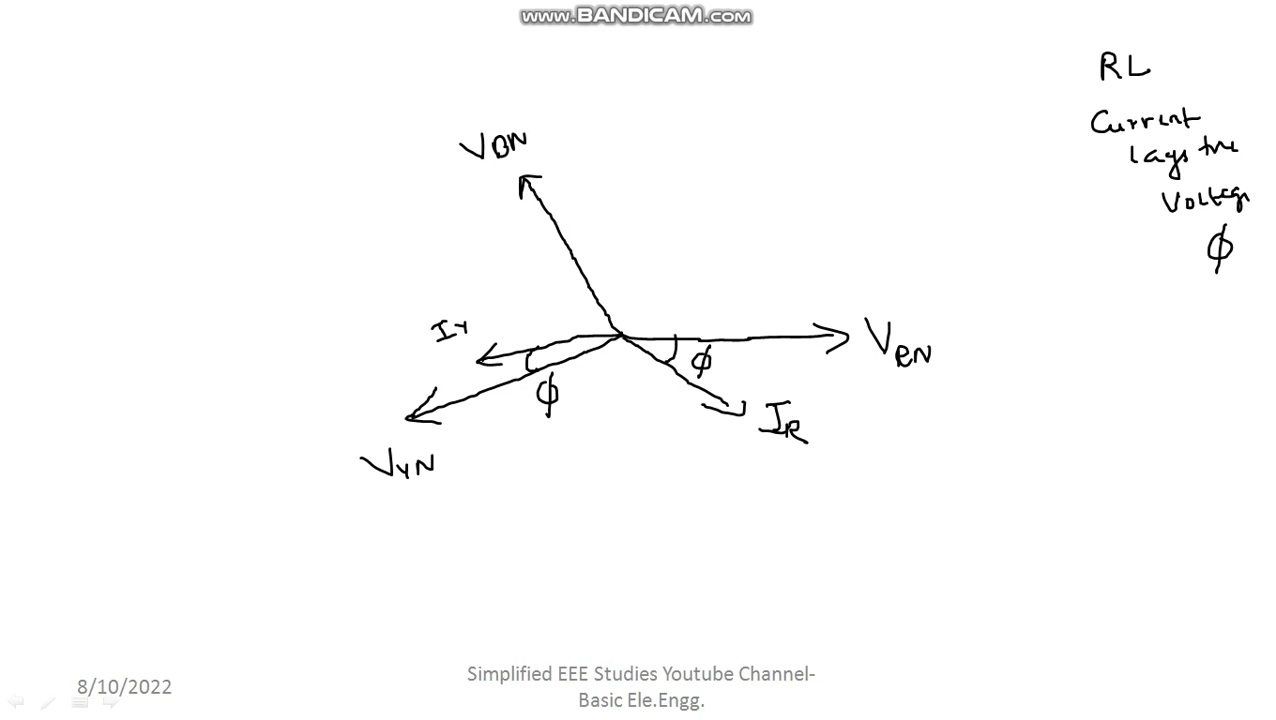 www.BANDICAM.com
RL
Current
lags the
Voltage
ϕ
VBN
IY
VRN
ϕ
ϕ
IR
VYN
8/10/2022
Simplified EEE Studies Youtube Channel-
Basic Ele.Engg.